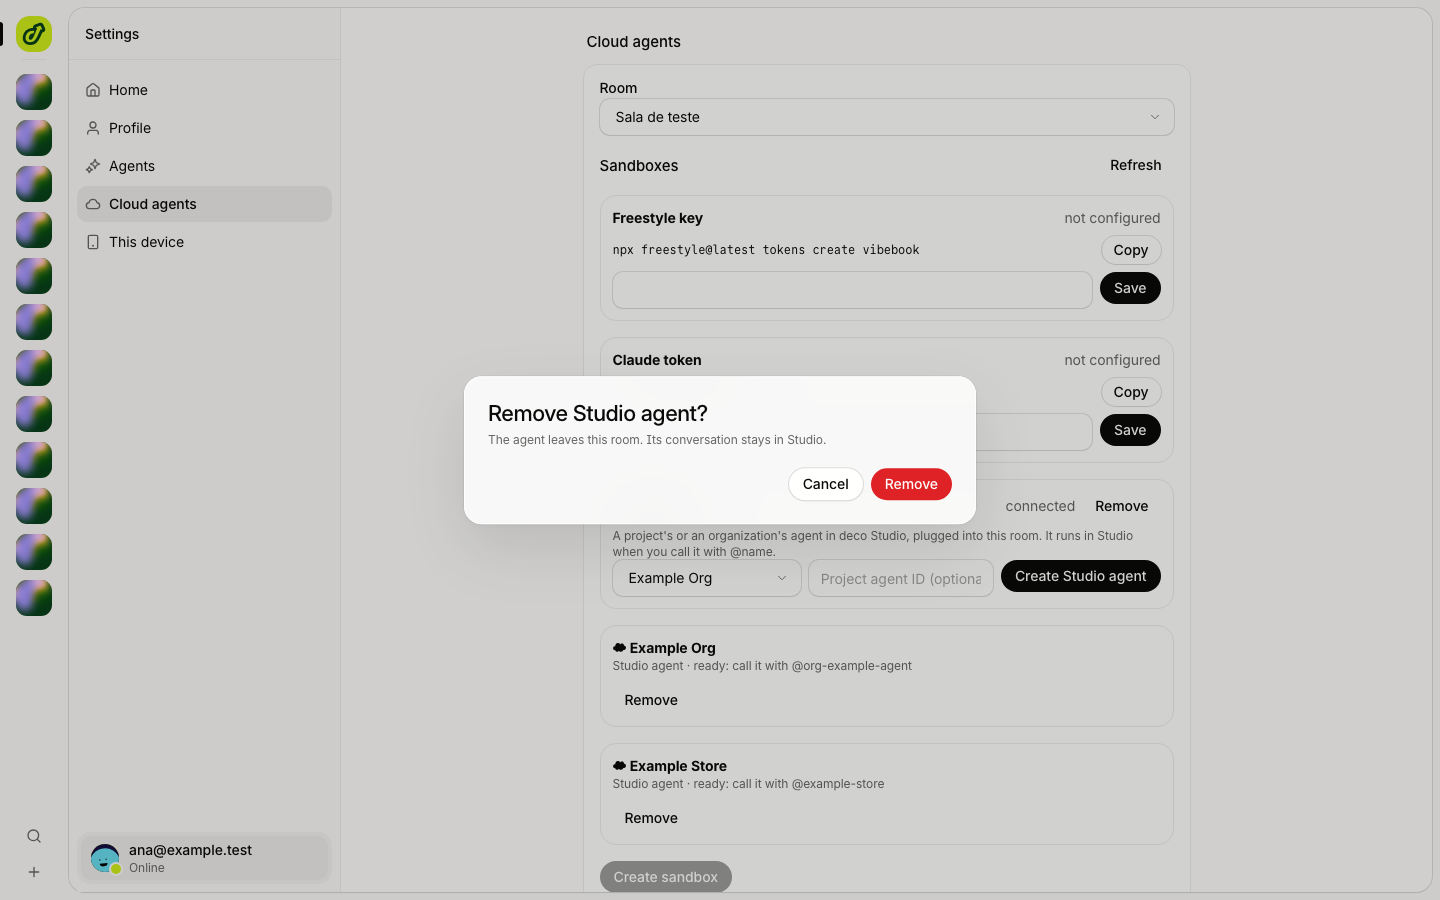 Settings
Home
Profile
Agents
Cloud agents
This device
ana@example.test
Online
Cloud agents
Room
Sala de teste
Sandboxes
Refresh
Freestyle key
not configured
npx freestyle@latest tokens create vibebook
Copy
Save
Claude token
not configured
Copy
Save
Remove Studio agent?
The agent leaves this room. Its conversation stays in Studio.
Cancel
Remove
connected
Remove
A project's or an organization's agent in deco Studio, plugged into this room. It runs in Studio
when you call it with @name.
Example Org
Project agent ID (optiona
Create Studio agent
Example Org
Studio agent · ready: call it with @org-example-agent
Remove
Example Store
Studio agent · ready: call it with @example-store
Remove
Create sandbox